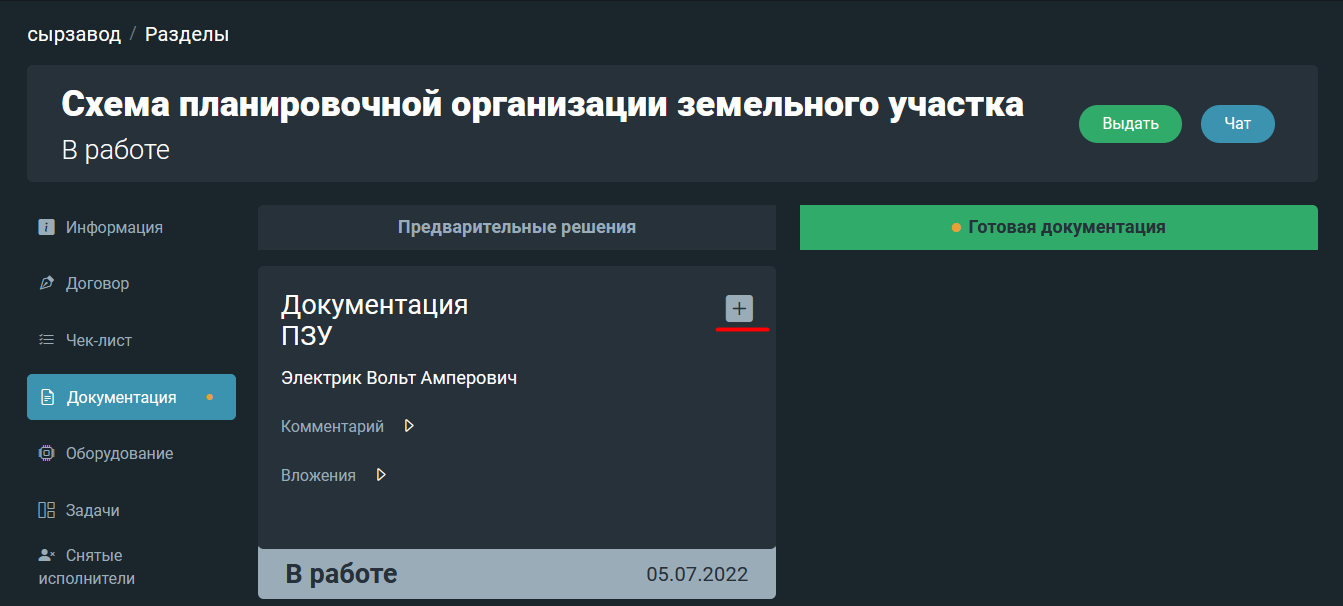 сырзавод / Разделы
Схема планировочной организации земельного участка
В работе
Выдать
Чат
Информация
Договор
Чек-лист
Документация
Оборудование
Задачи
Снятые
исполнители
Предварительные решения
Готовая документация
Документация
ПЗУ
Электрик Вольт Амперович
Комментарий
Вложения
В работе
05.07.2022